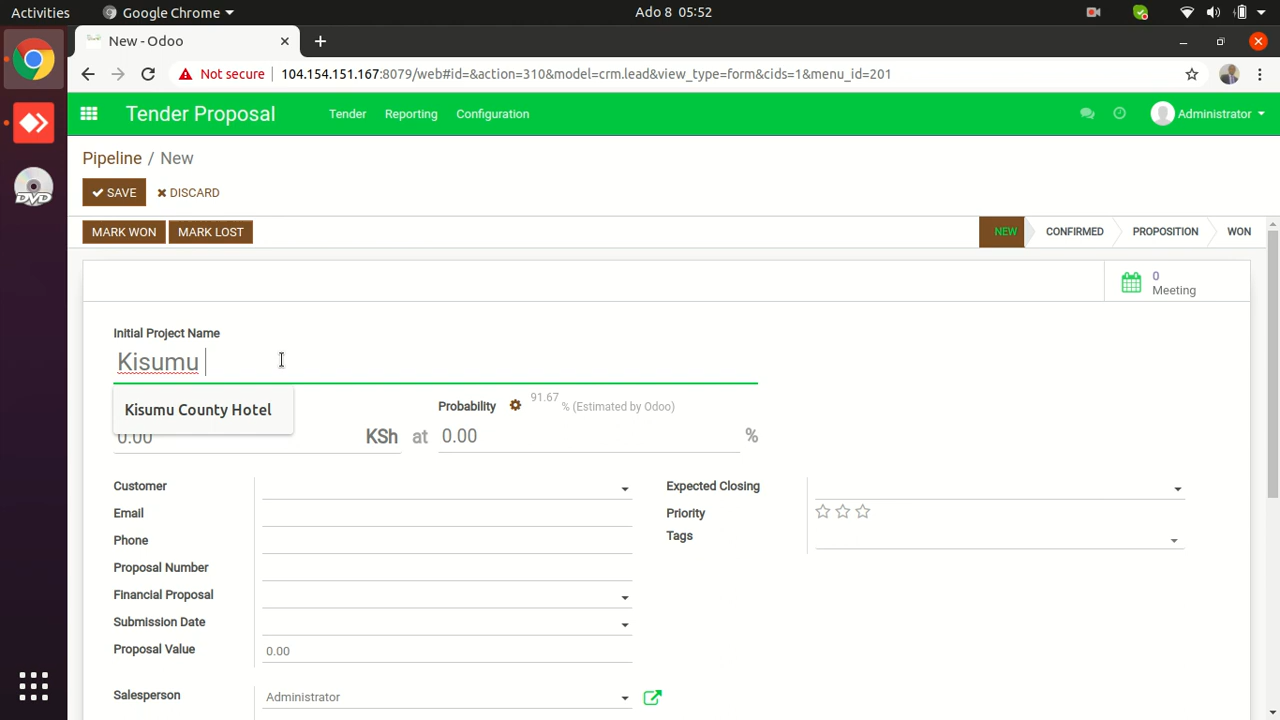 Activities
Google Chrome
Ado 8 05:52
New - Odoo
Not secure
104.154.151.167:8079/web#id=&action=310&model=crm.lead&view_type=form&cids=1&menu_id=201
Tender Proposal
Tender
Reporting
Configuration
Administrator
Pipeline / New
SAVE
DISCARD
MARK WON
MARK LOST
NEW
CONFIRMED
PROPOSITION
WON
0
Meeting
Initial Project Name
Kisumu
Kisumu County Hotel
Probability
91.67
% (Estimated by Odoo)
0.00
KSh at 0.00
%
Customer
Expected Closing
Email
Priority
Phone
Tags
Proposal Number
Financial Proposal
Submission Date
Proposal Value
0.00
Salesperson
Administrator
DVD